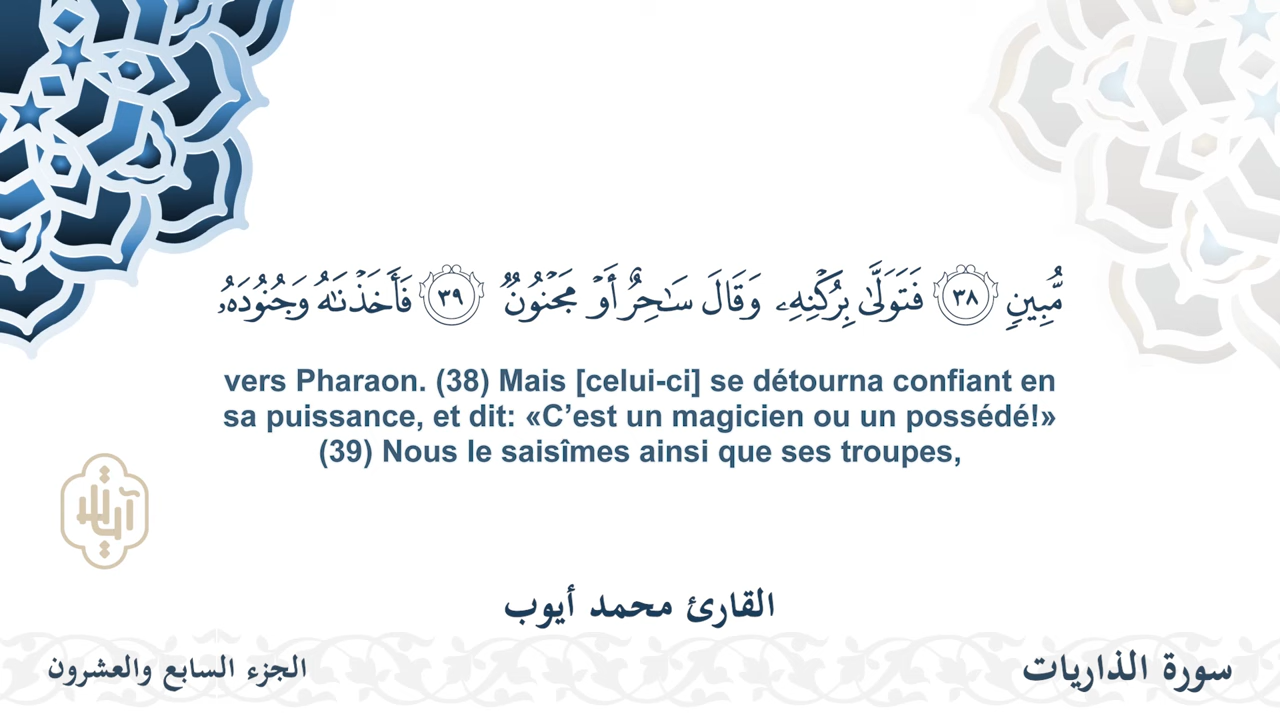 مُّبِينٍ ﴿٣٨﴾ فَتَوَلَّىٰ بِرُكْنِهِۦ وَقَالَ سَـٰحِرٌ أَوْ مَجْنُونٌ ﴿٣٩﴾ فَأَخَذْنَـٰهُ وَجُنُودَهُۥ
vers Pharaon. (38) Mais [celui-ci] se détourna confiant en
sa puissance, et dit: «C’est un magicien ou un possédé!»
(39) Nous le saisîmes ainsi que ses troupes,
آيات
القارئ محمد أيوب
سورة الذاريات
الجزء السابع والعشرون